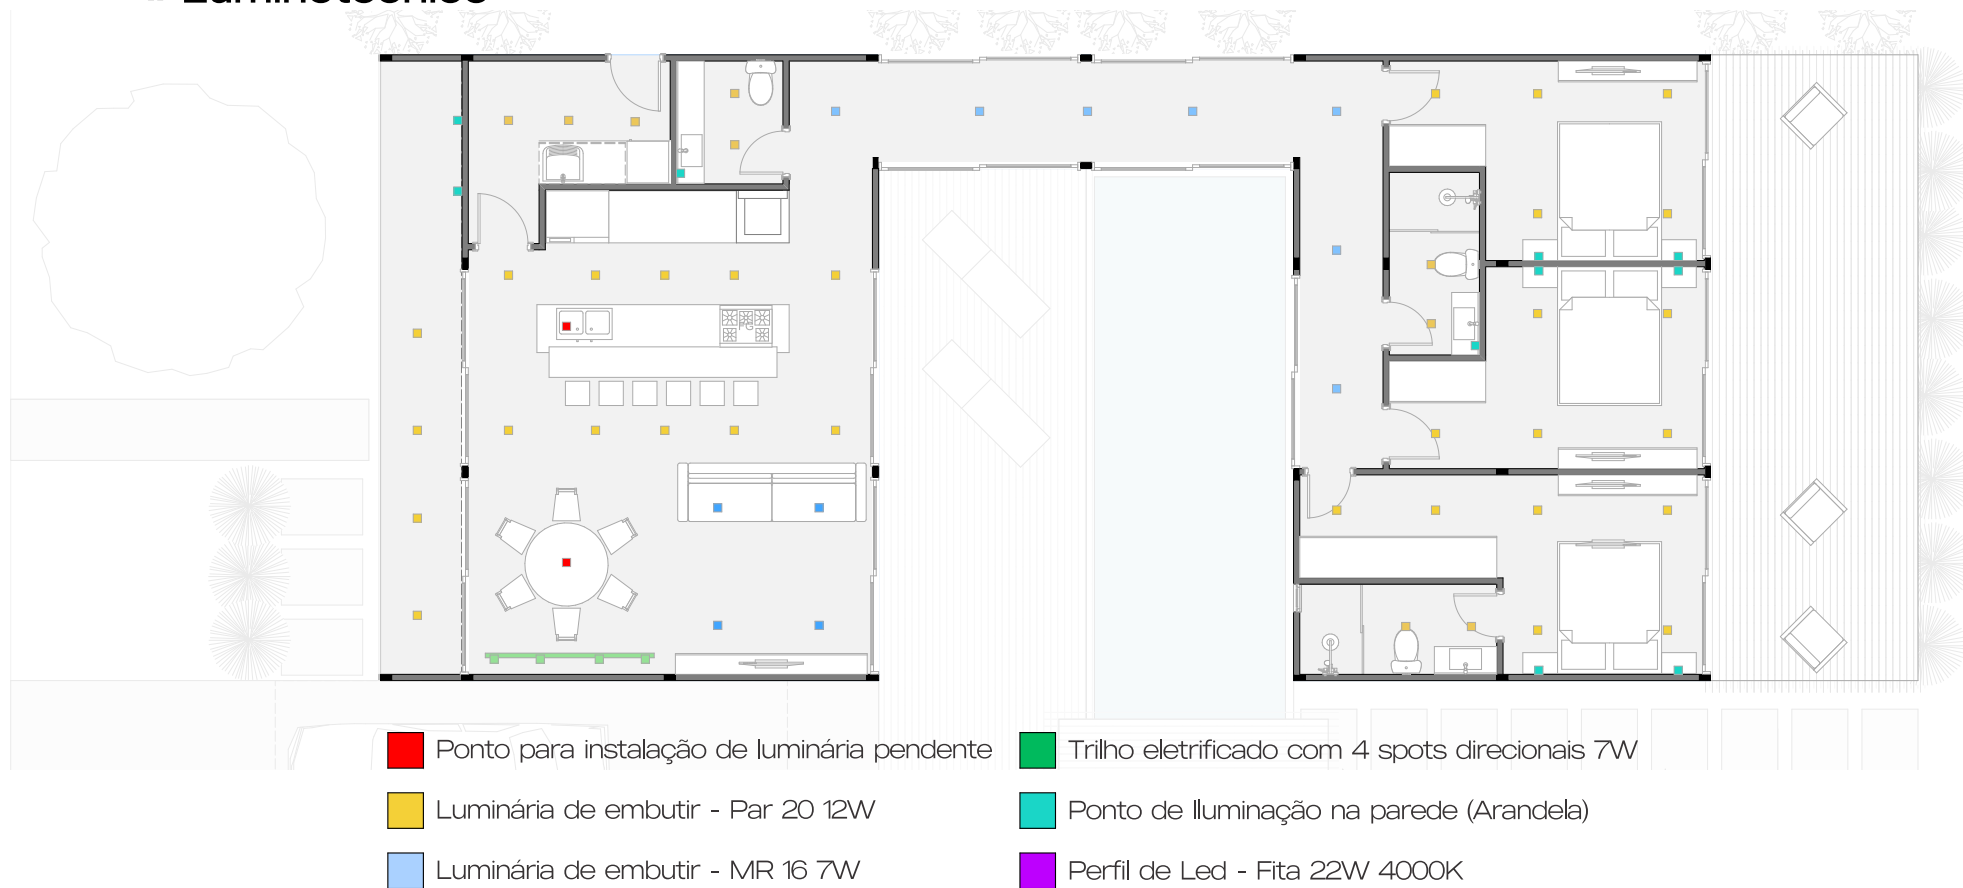 Luminotécnico
Ponto para instalação de luminária pendente
Trilho eletrificado com 4 spots direcionais 7W
Luminária de embutir - Par 20 12W
Ponto de Iluminação na parede (Arandela)
Luminária de embutir - MR 16 7W
Perfil de Led - Fita 22W 4000K